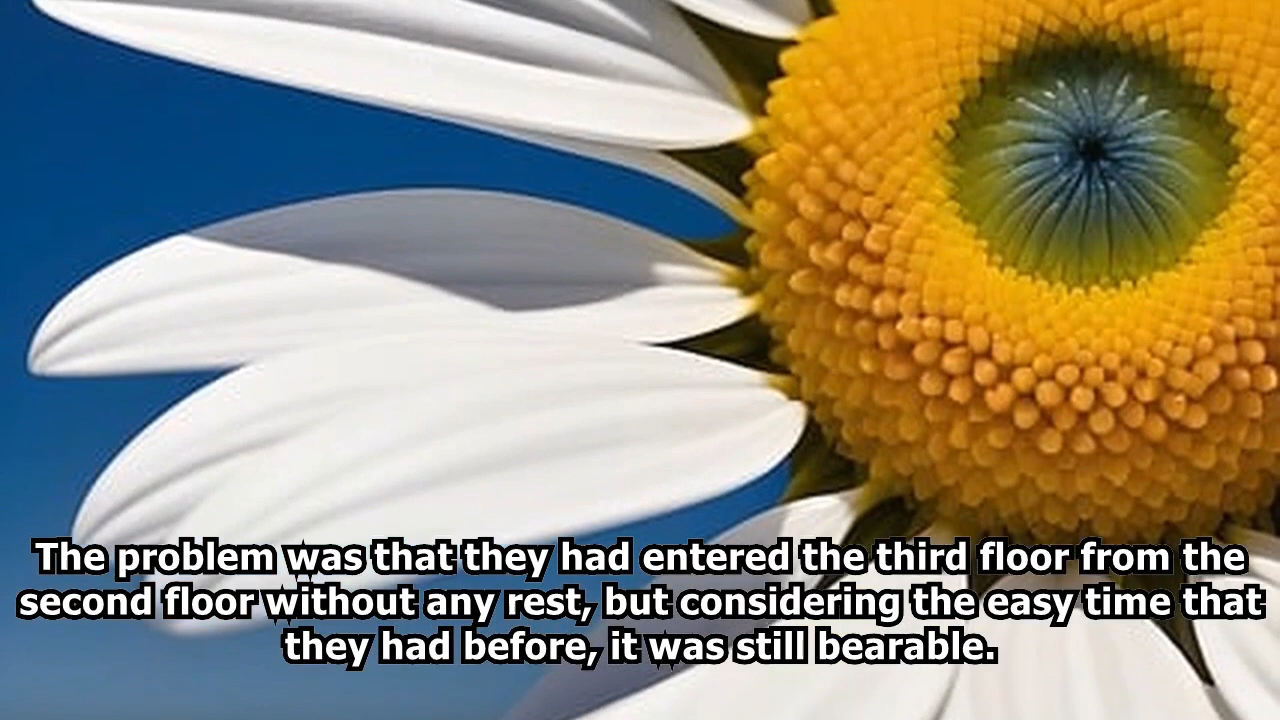 The problem was that they had entered the third floor from the
second floor without any rest, but considering the easy time that
they had before, it was still bearable.